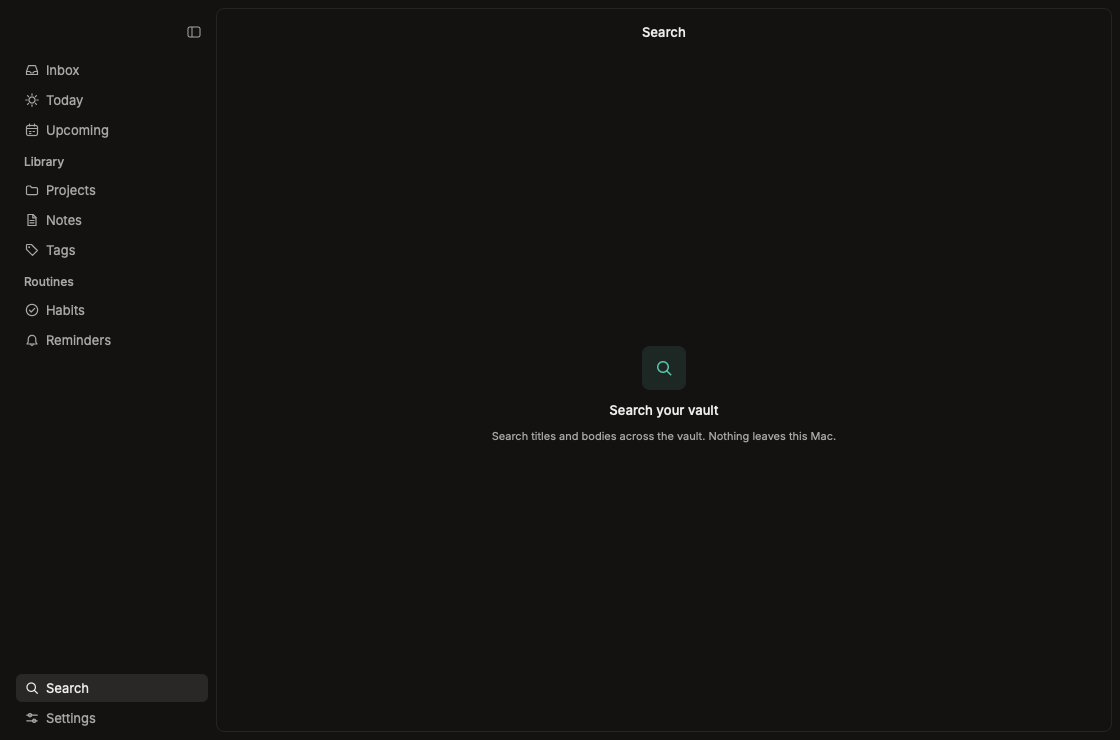 Inbox
Today
Upcoming
Library
Projects
Notes
Tags
Routines
Habits
Reminders
Search
Settings
Search
Search your vault
Search titles and bodies across the vault. Nothing leaves this Mac.